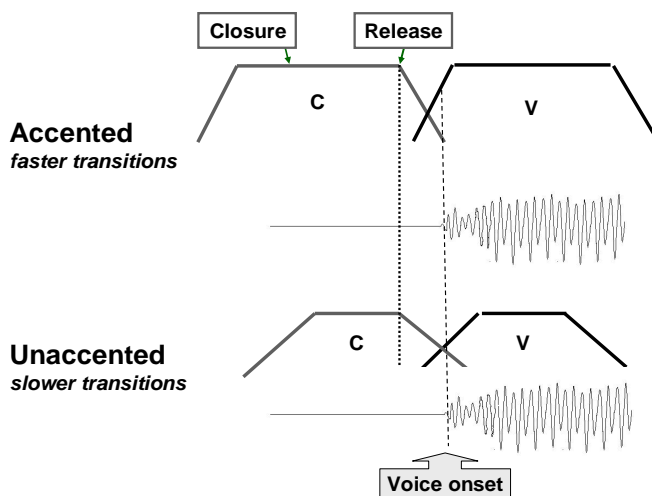 Closure
Release
C
V
Accented
faster transitions
C
V
Unaccented
slower transitions
Voice onset